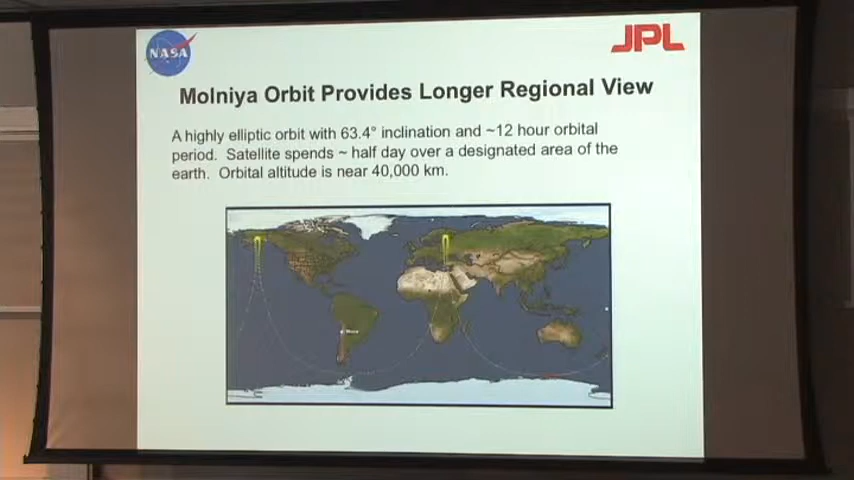 NASA
JPL
Molniya Orbit Provides Longer Regional View
A highly elliptic orbit with 63.4° inclination and ~12 hour orbital
period. Satellite spends ~ half day over a designated area of the
earth. Orbital altitude is near 40,000 km.